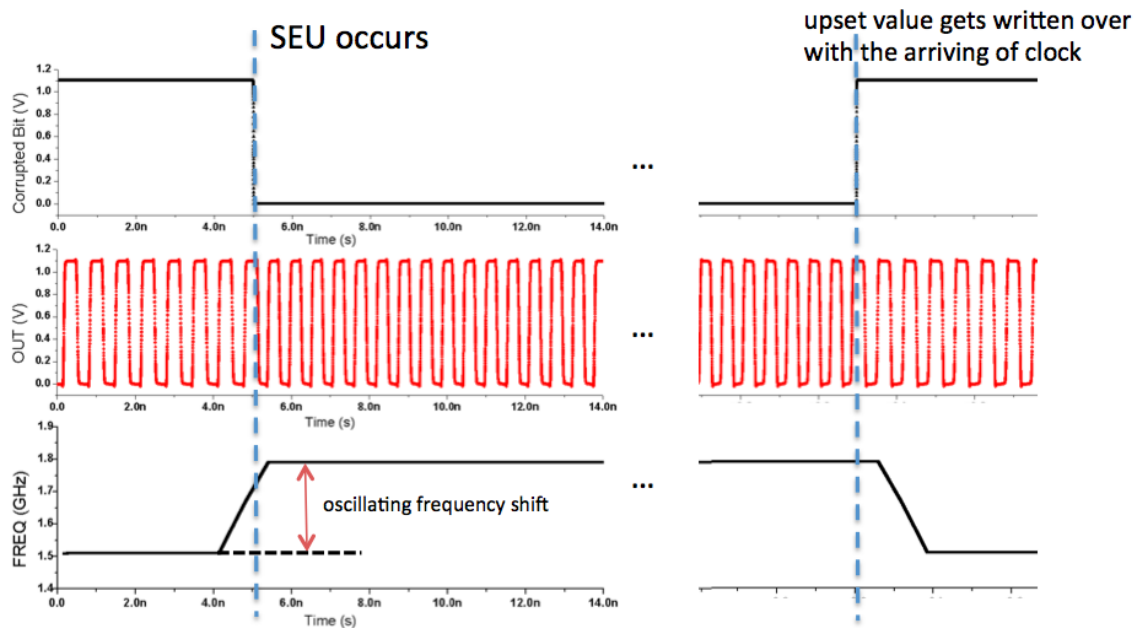 SEU occurs
upset value gets written over
with the arriving of clock
Corrupted Bit (V)
1.2
1.0
0.8
0.6
0.4
0.2
0.0
0.0 2.0n 4.0n 6.0n 8.0n 10.0n 12.0n 14.0n
Time (s)
...
OUT (V)
1.2
1.0
0.8
0.6
0.4
0.2
0.0
0.0 2.0n 4.0n 6.0n 8.0n 10.0n 12.0n 14.0n
Time (s)
...
FREQ (GHz)
1.9
1.8
1.7
1.6
1.5
1.4
oscillating frequency shift
0.0 2.0n 4.0n 6.0n 8.0n 10.0n 12.0n 14.0n
Time (s)
...